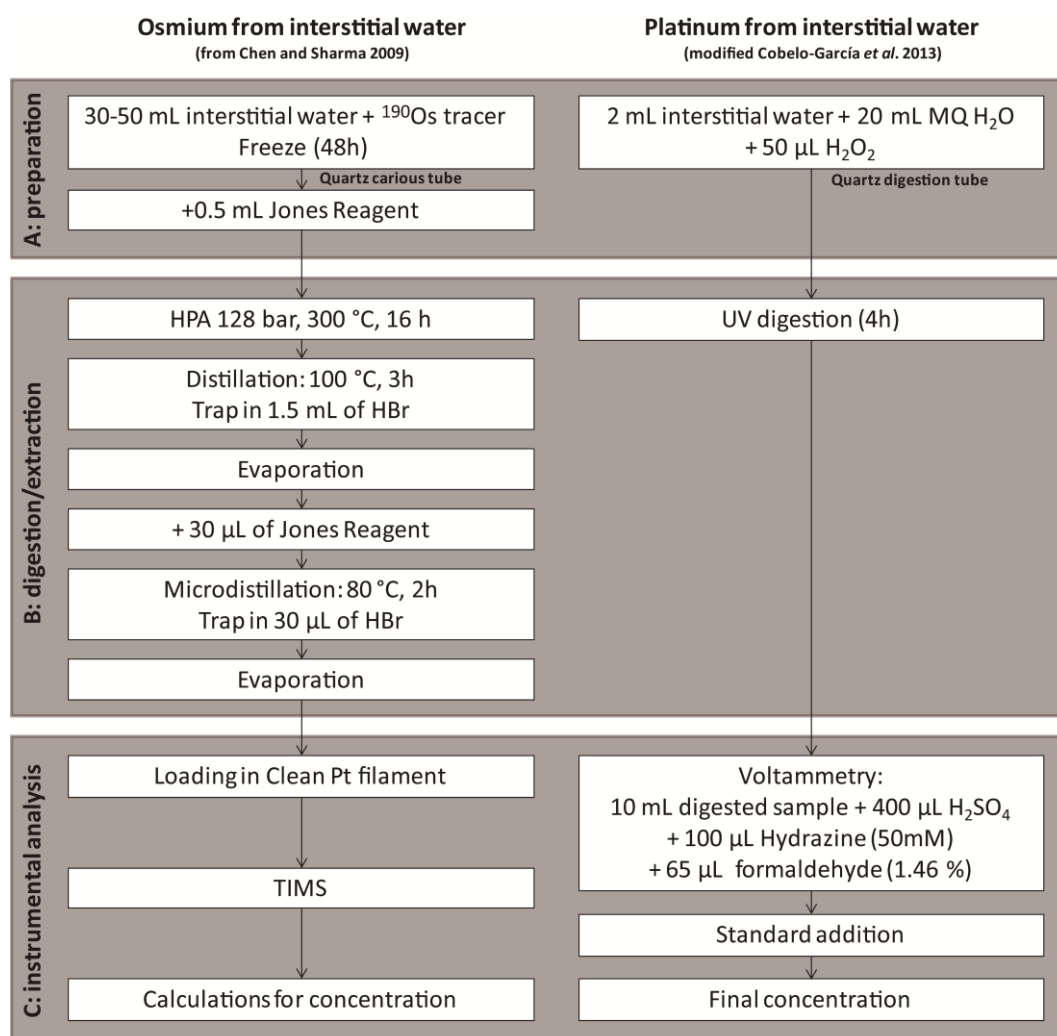 Osmium from interstitial water
(from Chen and Sharma 2009)
Platinum from interstitial water
(modified Cobelo-García et al. 2013)
A: preparation
30-50 mL interstitial water + ¹⁹⁰Os tracer
Freeze (48h)
Quartz carious tube
+0.5 mL Jones Reagent
2 mL interstitial water + 20 mL MQ H₂O
+ 50 µL H₂O₂
Quartz digestion tube
B: digestion/extraction
HPA 128 bar, 300 °C, 16 h
Distillation: 100 °C, 3h
Trap in 1.5 mL of HBr
Evaporation
+ 30 µL of Jones Reagent
Microdistillation: 80 °C, 2h
Trap in 30 µL of HBr
Evaporation
UV digestion (4h)
C: instrumental analysis
Loading in Clean Pt filament
TIMS
Calculations for concentration
Voltammetry:
10 mL digested sample + 400 µL H₂SO₄
+ 100 µL Hydrazine (50mM)
+ 65 µL formaldehyde (1.46 %)
Standard addition
Final concentration